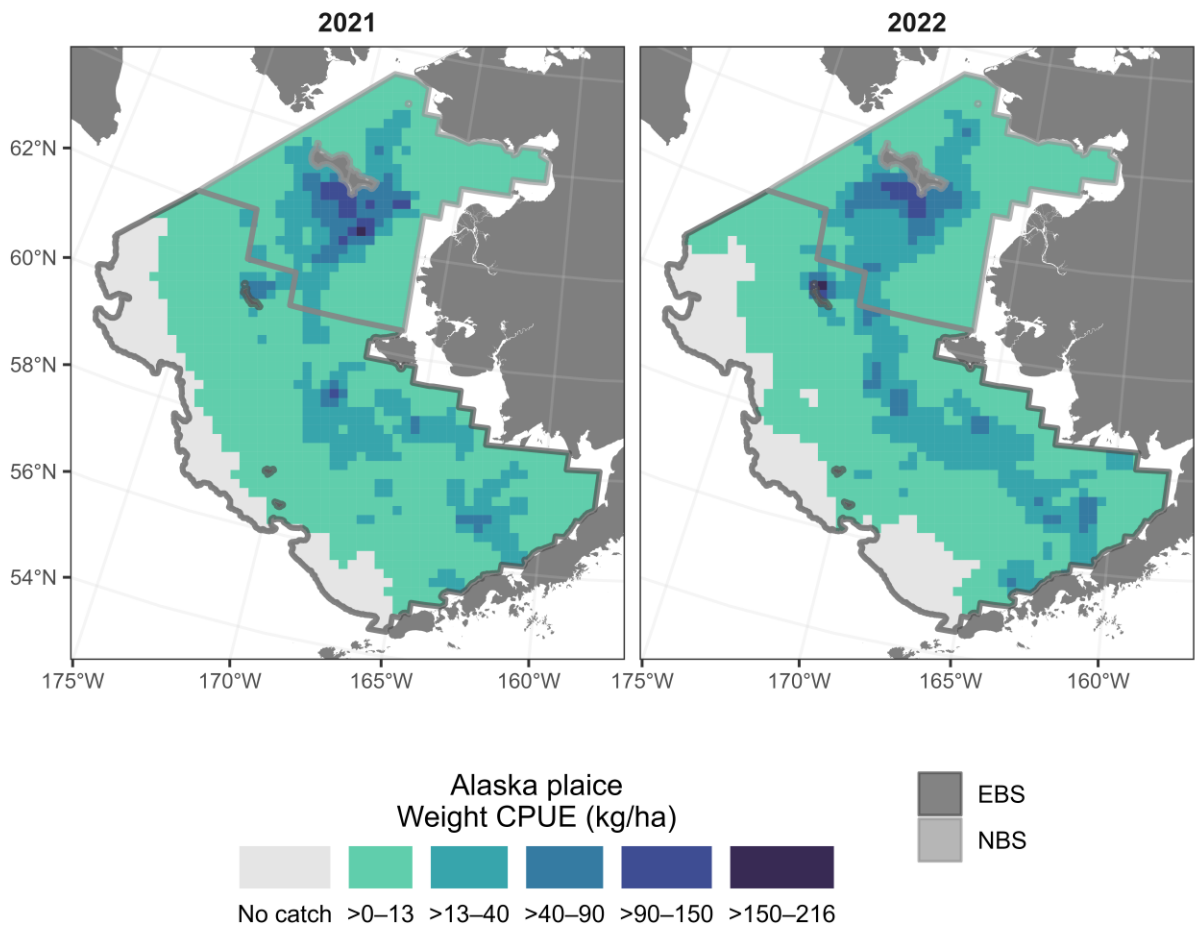 2021
2022
62°N
60°N
58°N
56°N
54°N
175°W
170°W
165°W
160°W
175°W
170°W
165°W
160°W
Alaska plaice
Weight CPUE (kg/ha)
No catch
>0–13
>13–40
>40–90
>90–150
>150–216
EBS
NBS